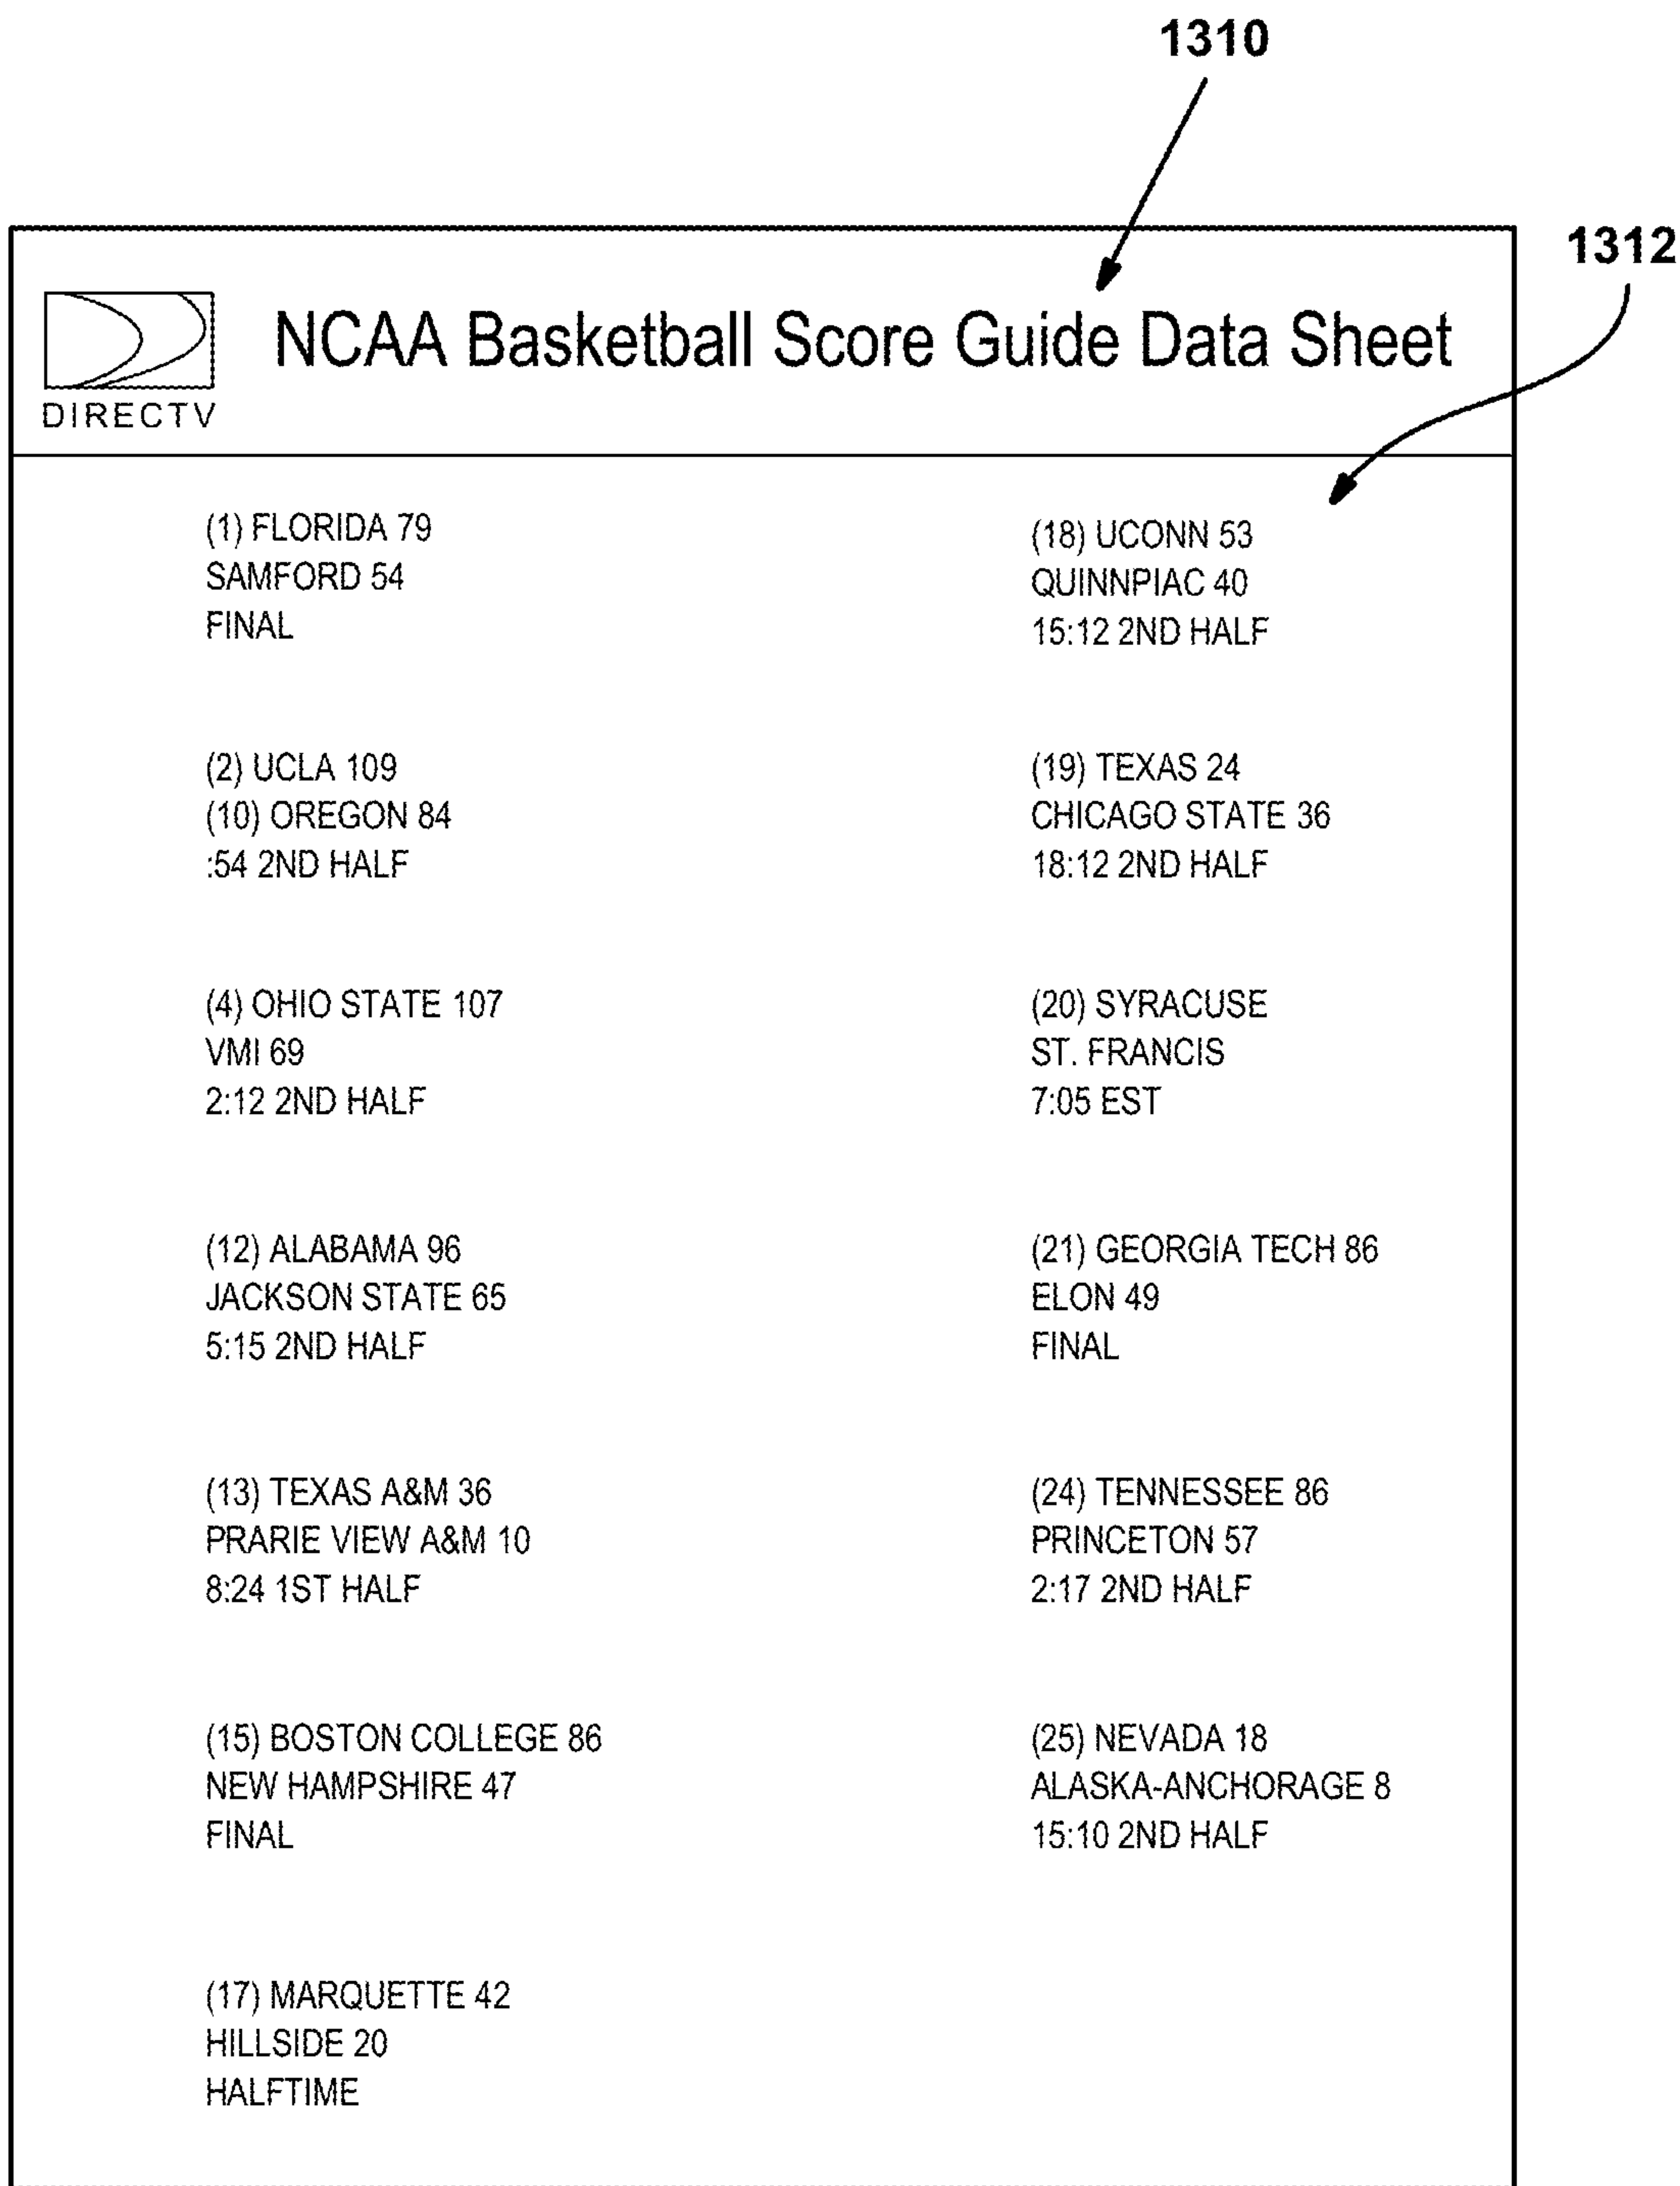 1310
1312
NCAA Basketball Score Guide Data Sheet
DIRECTV
(1) FLORIDA 79
SAMFORD 54
FINAL
(2) UCLA 109
(10) OREGON 84
:54 2ND HALF
(4) OHIO STATE 107
VMI 69
2:12 2ND HALF
(12) ALABAMA 96
JACKSON STATE 65
5:15 2ND HALF
(13) TEXAS A&M 36
PRARIE VIEW A&M 10
8:24 1ST HALF
(15) BOSTON COLLEGE 86
NEW HAMPSHIRE 47
FINAL
(17) MARQUETTE 42
HILLSIDE 20
HALFTIME
(18) UCONN 53
QUINNPIAC 40
15:12 2ND HALF
(19) TEXAS 24
CHICAGO STATE 36
18:12 2ND HALF
(20) SYRACUSE
ST. FRANCIS
7:05 EST
(21) GEORGIA TECH 86
ELON 49
FINAL
(24) TENNESSEE 86
PRINCETON 57
2:17 2ND HALF
(25) NEVADA 18
ALASKA-ANCHORAGE 8
15:10 2ND HALF